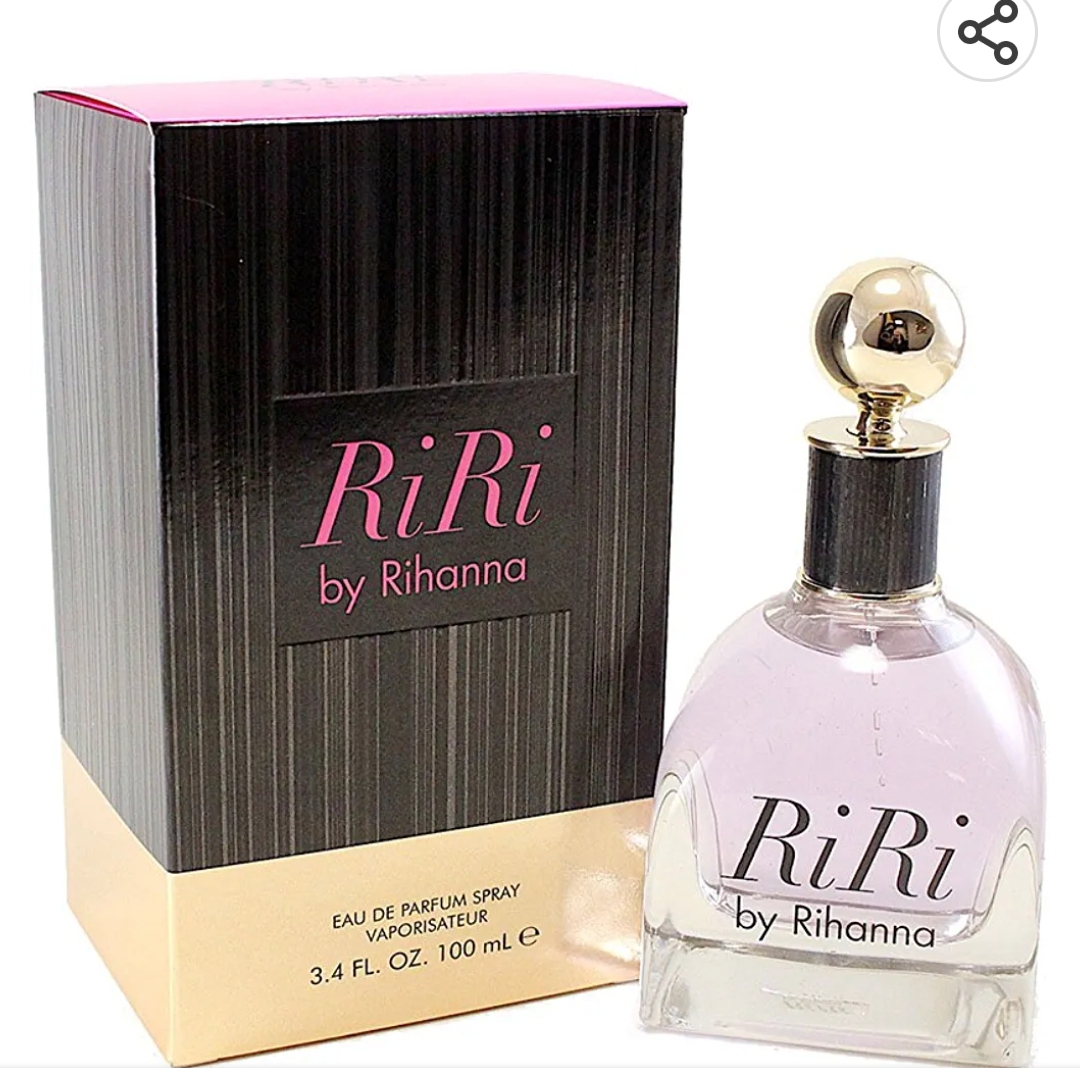 RiRi
by Rihanna
EAU DE PARFUM SPRAY
VAPORISATEUR
3.4 FL. OZ. 100 mL ℮
RiRi
by Rihanna